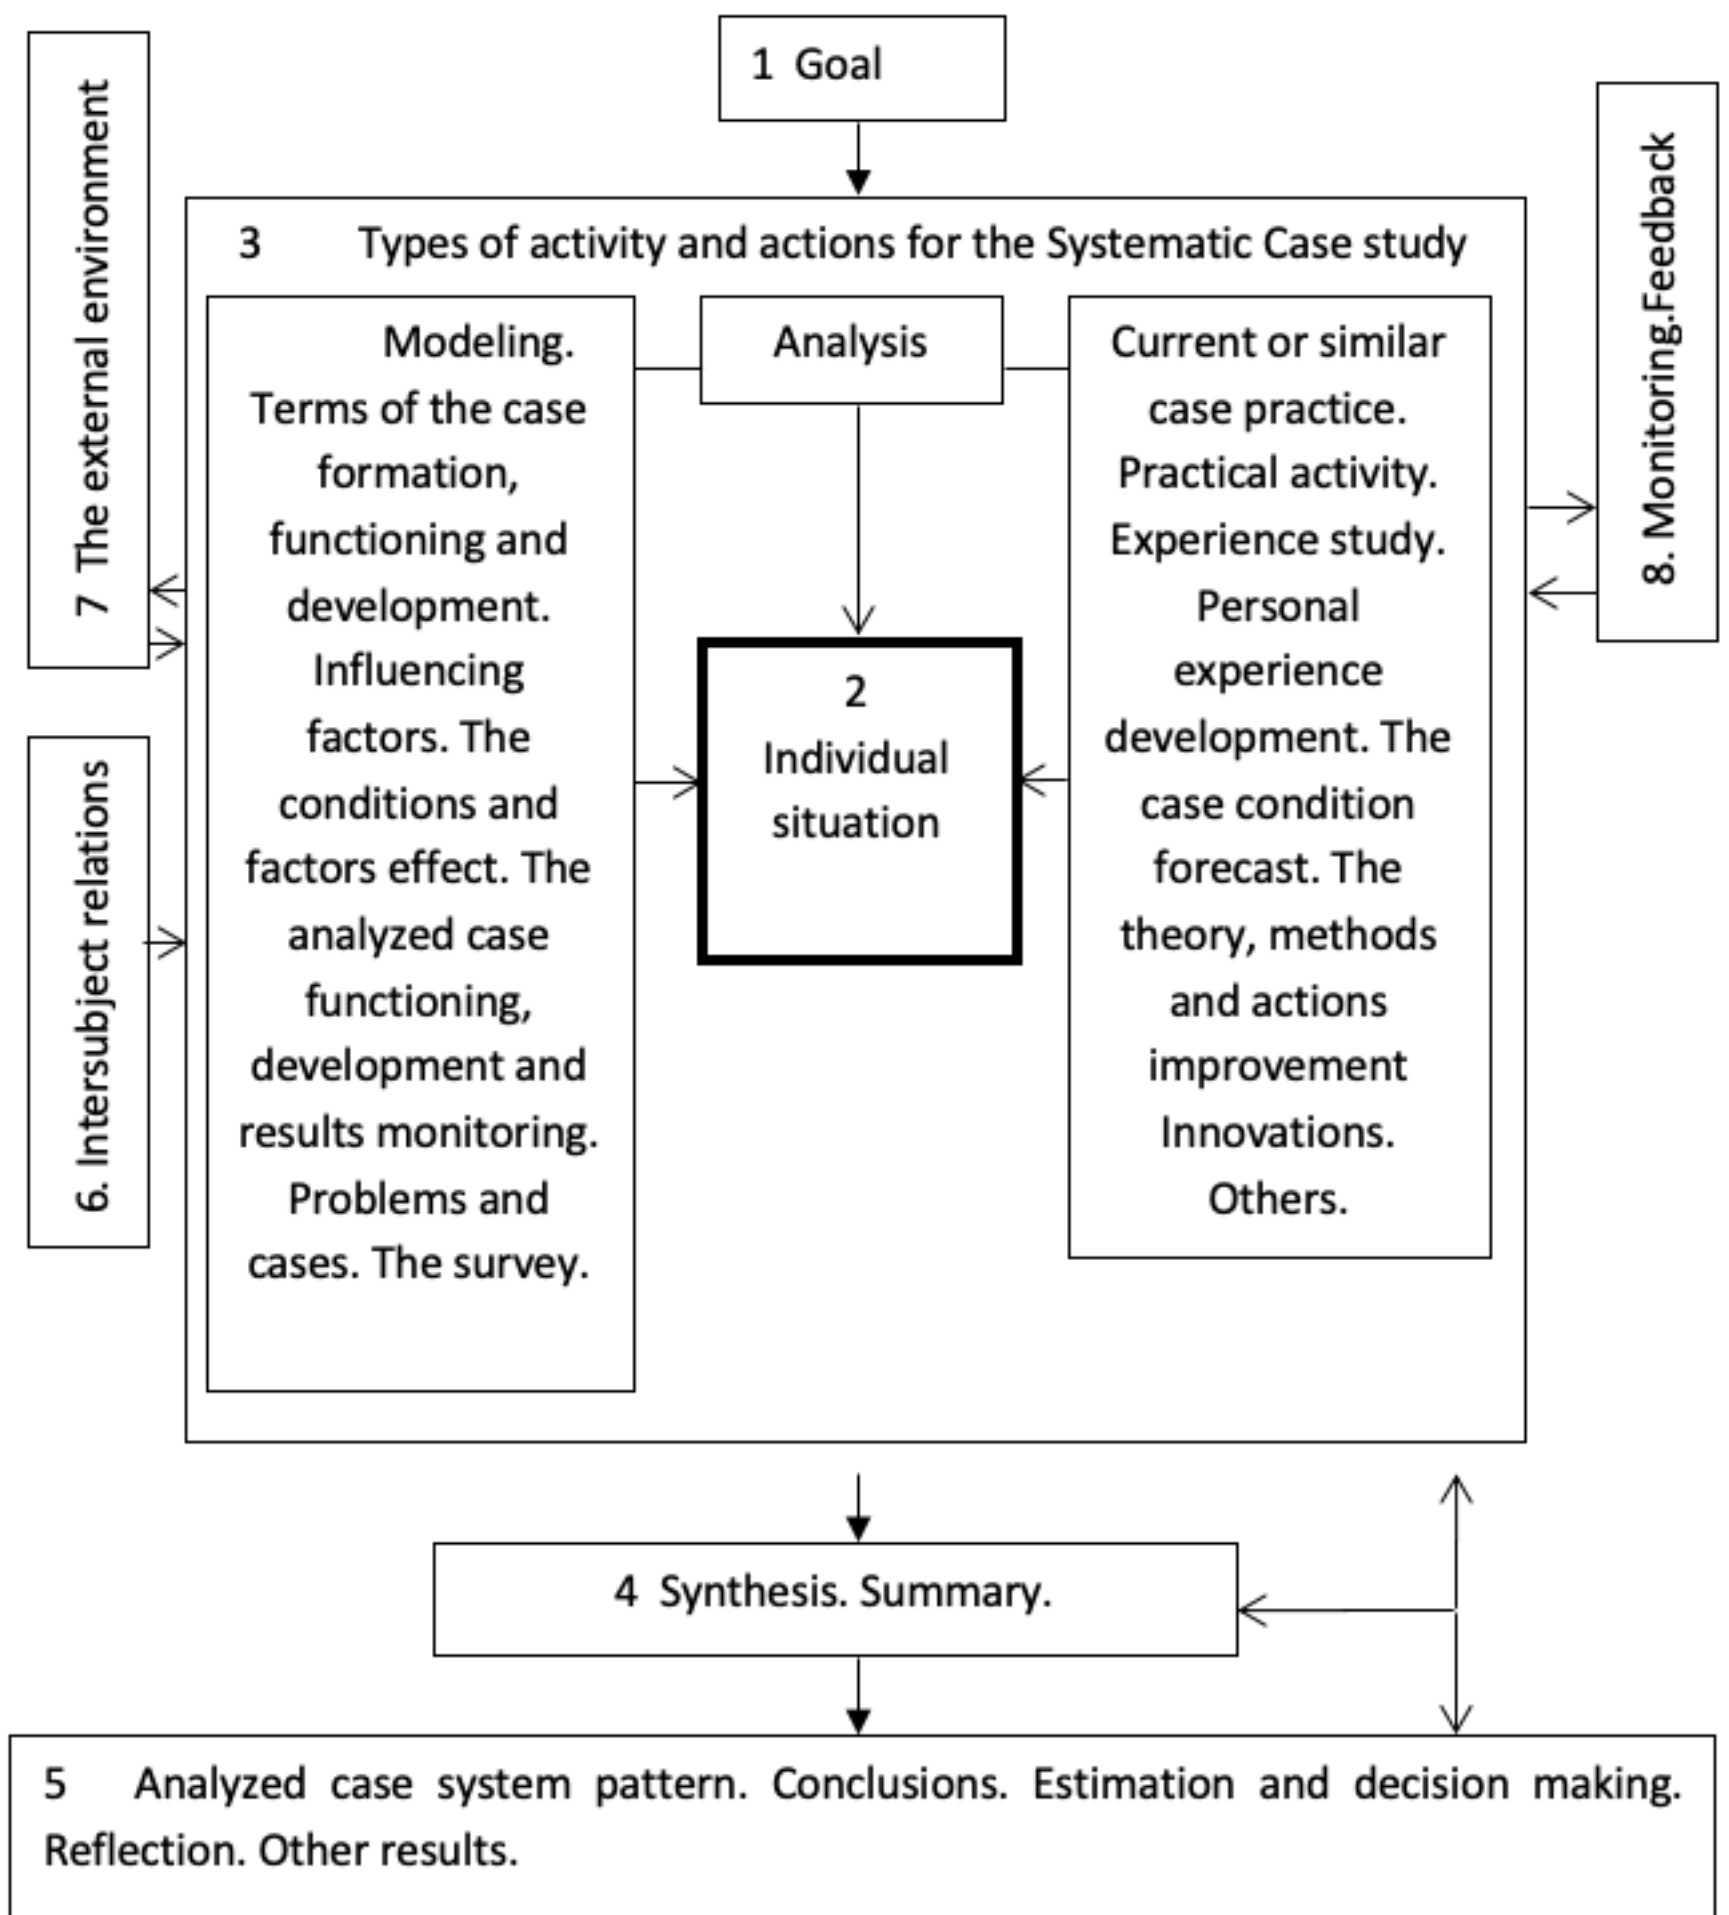 1 Goal
7 The external environment
8. Monitoring.Feedback
3 Types of activity and actions for the Systematic Case study
Modeling.
Terms of the case
formation,
functioning and
development.
Influencing
factors. The
conditions and
factors effect. The
analyzed case
functioning,
development and
results monitoring.
Problems and
cases. The survey.
Analysis
2
Individual
situation
Current or similar
case practice.
Practical activity.
Experience study.
Personal
experience
development. The
case condition
forecast. The
theory, methods
and actions
improvement
Innovations.
Others.
6. Intersubject relations
4 Synthesis. Summary.
5 Analyzed case system pattern. Conclusions. Estimation and decision making.
Reflection. Other results.